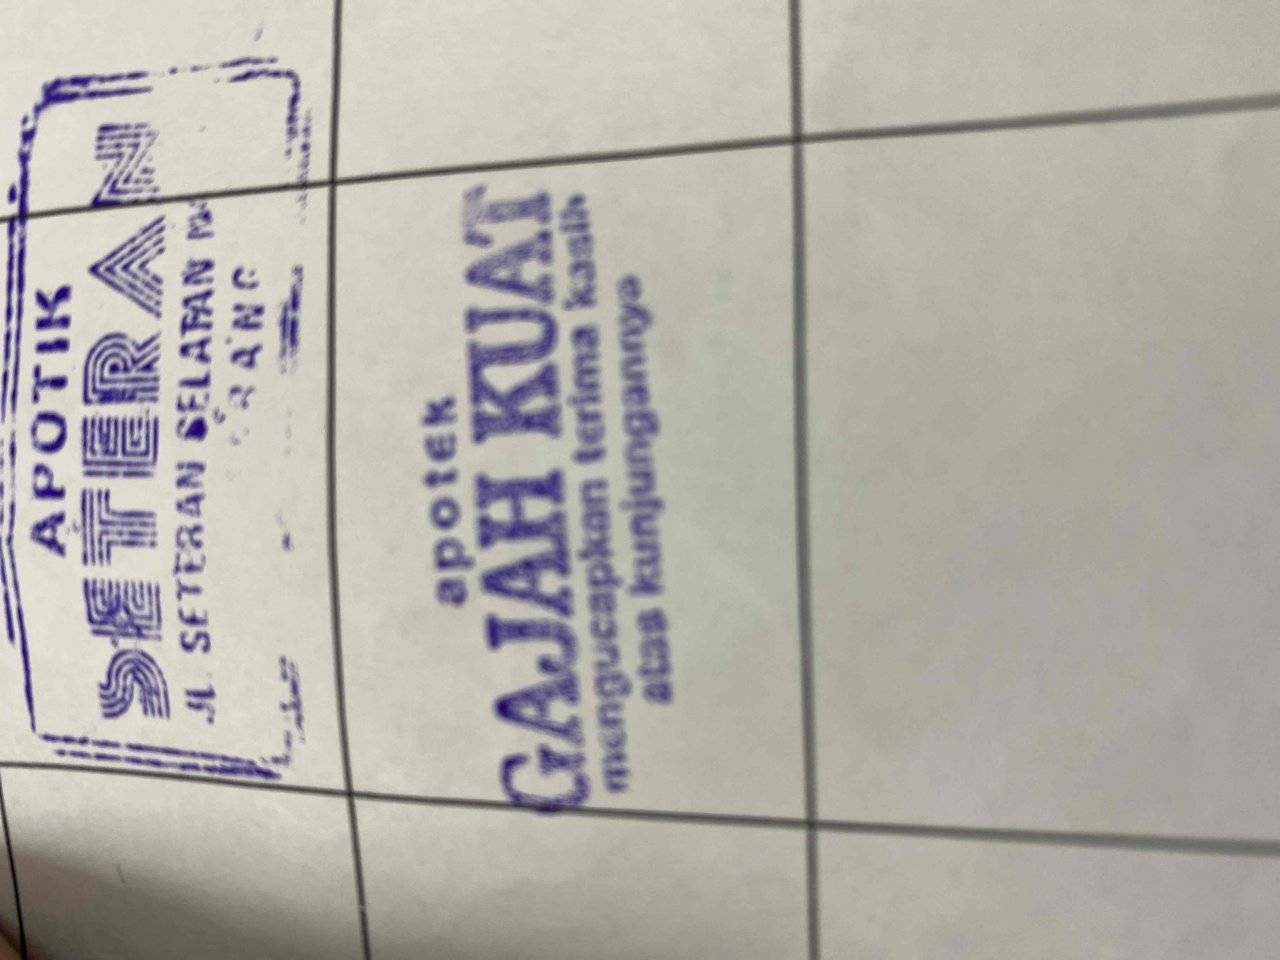 APOTIK
SETERAN
JL. SETERAN SELATAN
apotek
GAJAH KUAT
mengucapkan terima kasih
atas kunjungannya